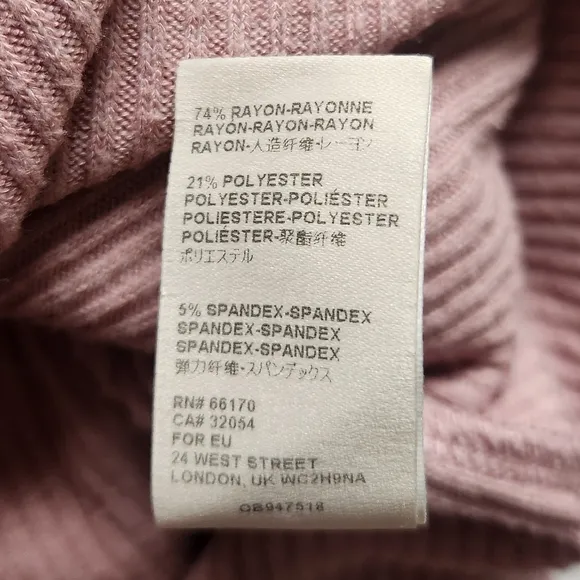 74% RAYON-RAYONNE
RAYON-RAYON-RAYON
RAYON-人造纤维-レーヨン
21% POLYESTER
POLYESTER-POLIÉSTER
POLIESTERE-POLYESTER
POLIÉSTER-聚酯纤维
ポリエステル
5% SPANDEX-SPANDEX
SPANDEX-SPANDEX
SPANDEX-SPANDEX
弹力纤维・スパンデックス
RN# 66170
CA# 32054
FOR EU
24 WEST STREET
LONDON, UK WC2H9NA